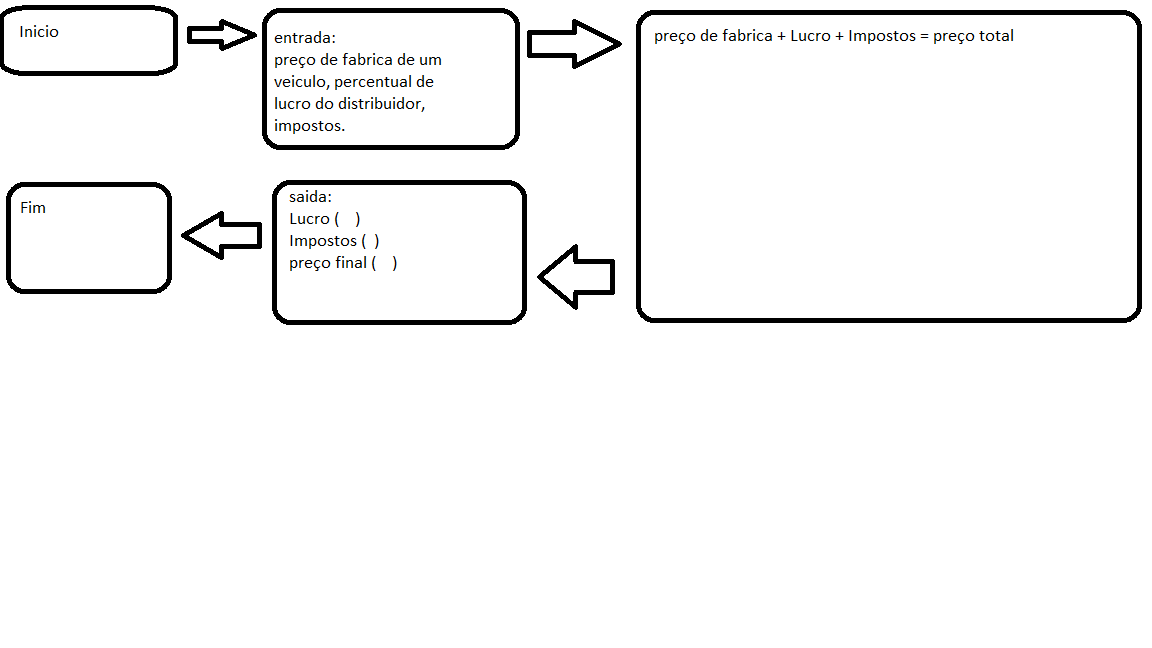 Inicio
entrada:
preço de fabrica de um
veiculo, percentual de
lucro do distribuidor,
impostos.
preço de fabrica + Lucro + Impostos = preço total
saida:
Lucro (    )
Impostos (  )
preço final (    )
Fim